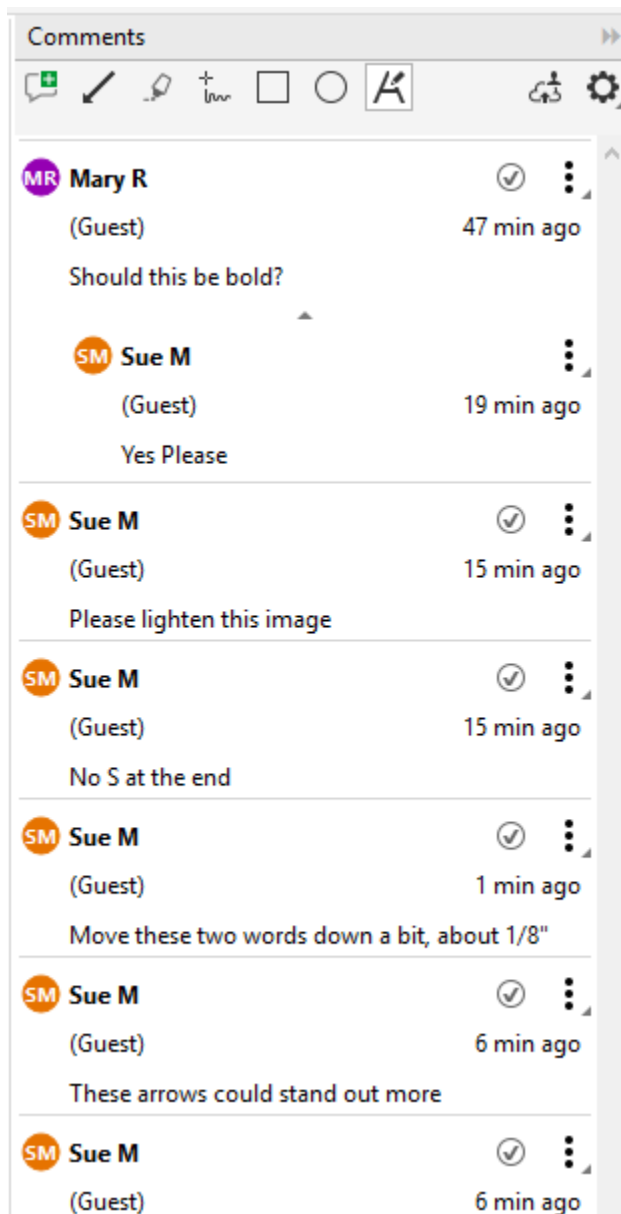 Comments
MR Mary R
(Guest) 47 min ago
Should this be bold?
SM Sue M
(Guest) 19 min ago
Yes Please
SM Sue M
(Guest) 15 min ago
Please lighten this image
SM Sue M
(Guest) 15 min ago
No S at the end
SM Sue M
(Guest) 1 min ago
Move these two words down a bit, about 1/8"
SM Sue M
(Guest) 6 min ago
These arrows could stand out more
SM Sue M
(Guest) 6 min ago